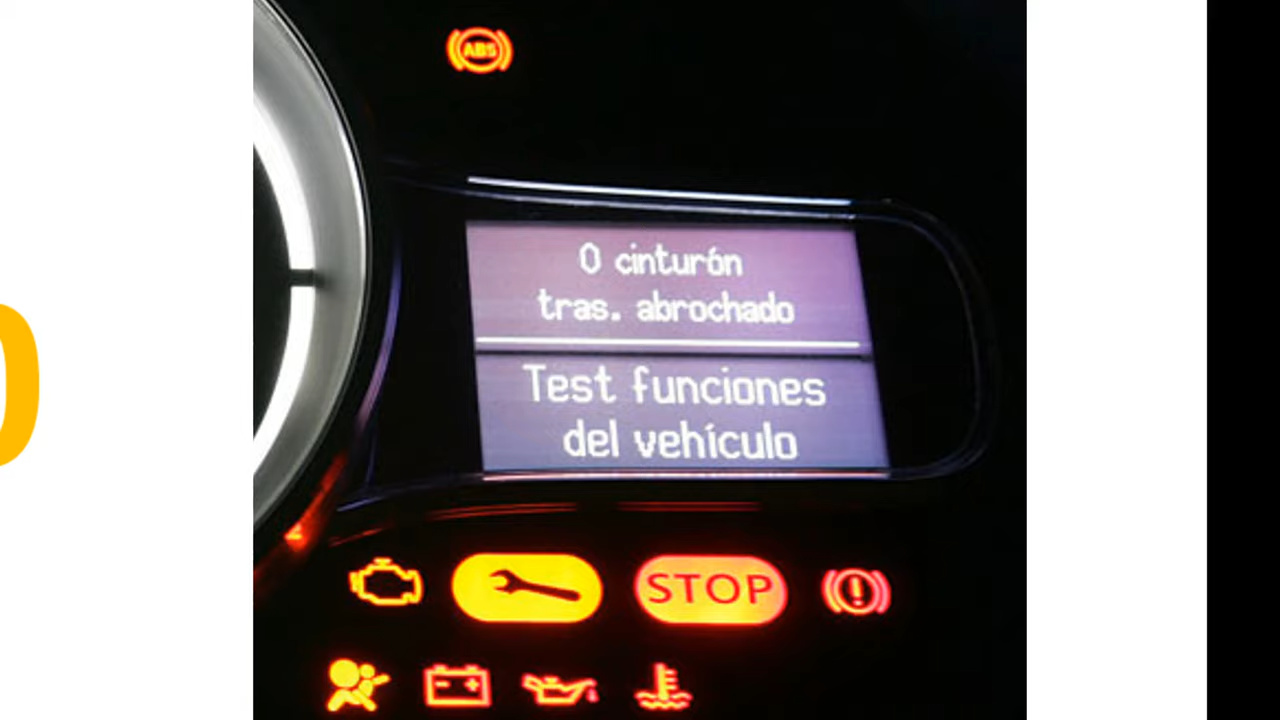 ABS
0 cinturón
tras. abrochado
Test funciones
del vehículo
STOP